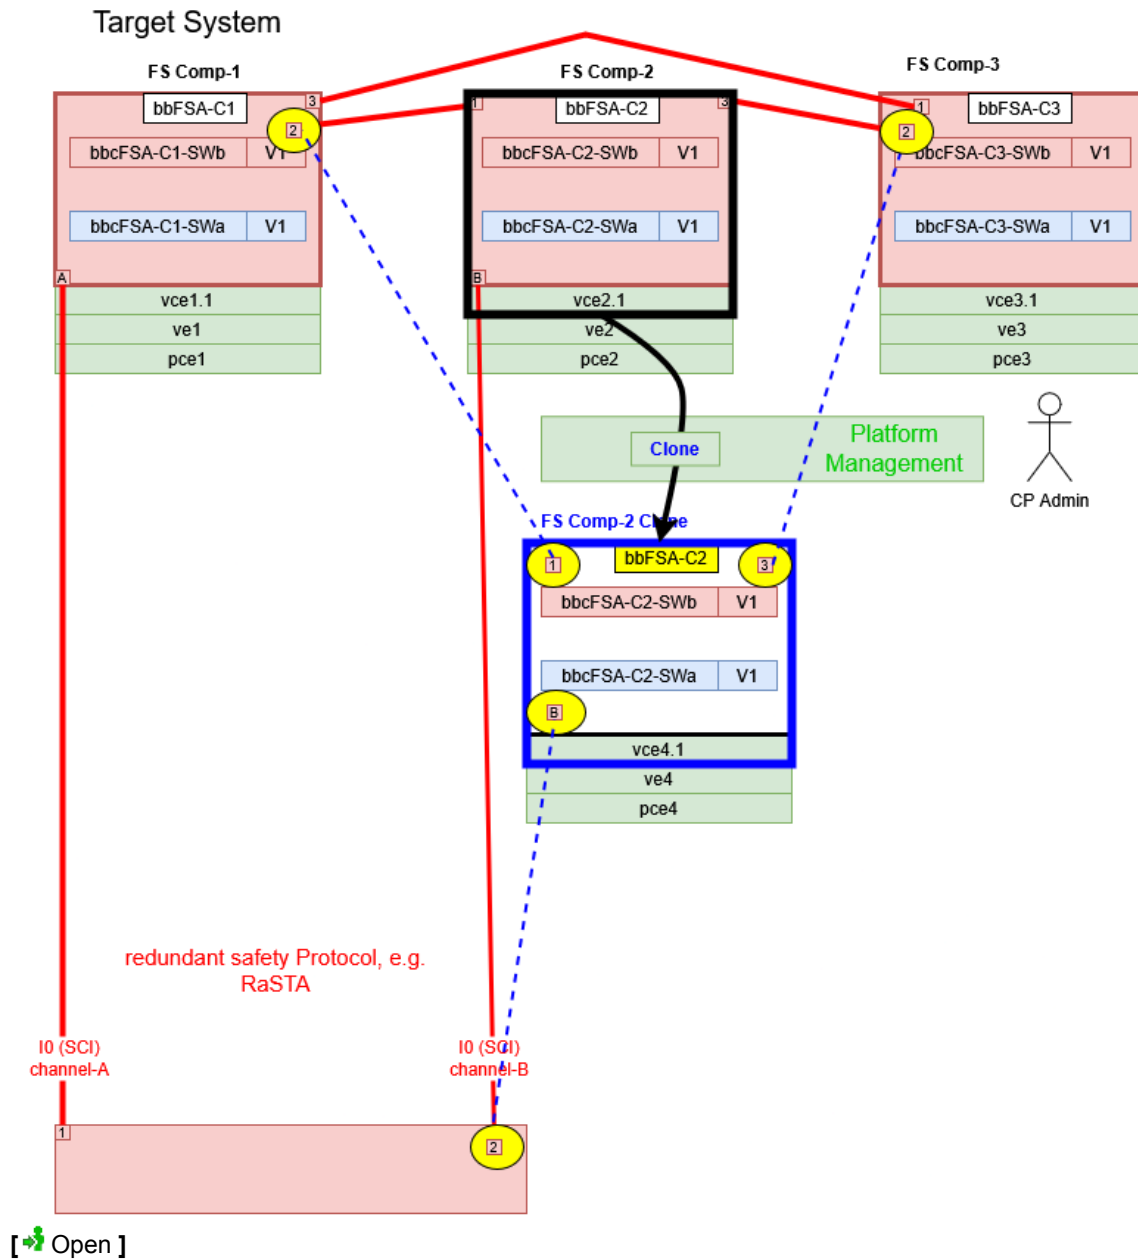 Target System
FS Comp-1
FS Comp-2
FS Comp-3
3
bbFSA-C1
2
bbcFSA-C1-SWb V1
bbcFSA-C1-SWa V1
A
vce1.1
ve1
pce1
1
bbFSA-C2
3
bbcFSA-C2-SWb V1
bbcFSA-C2-SWa V1
B
vce2.1
ve2
pce2
1
bbFSA-C3
2
bbcFSA-C3-SWb V1
bbcFSA-C3-SWa V1
vce3.1
ve3
pce3
Clone
Platform
Management
CP Admin
FS Comp-2 Clone
1
bbFSA-C2
3
bbcFSA-C2-SWb V1
bbcFSA-C2-SWa V1
B
vce4.1
ve4
pce4
redundant safety Protocol, e.g.
RaSTA
I0 (SCI)
channel-A
I0 (SCI)
channel-B
1
2
[ Open ]